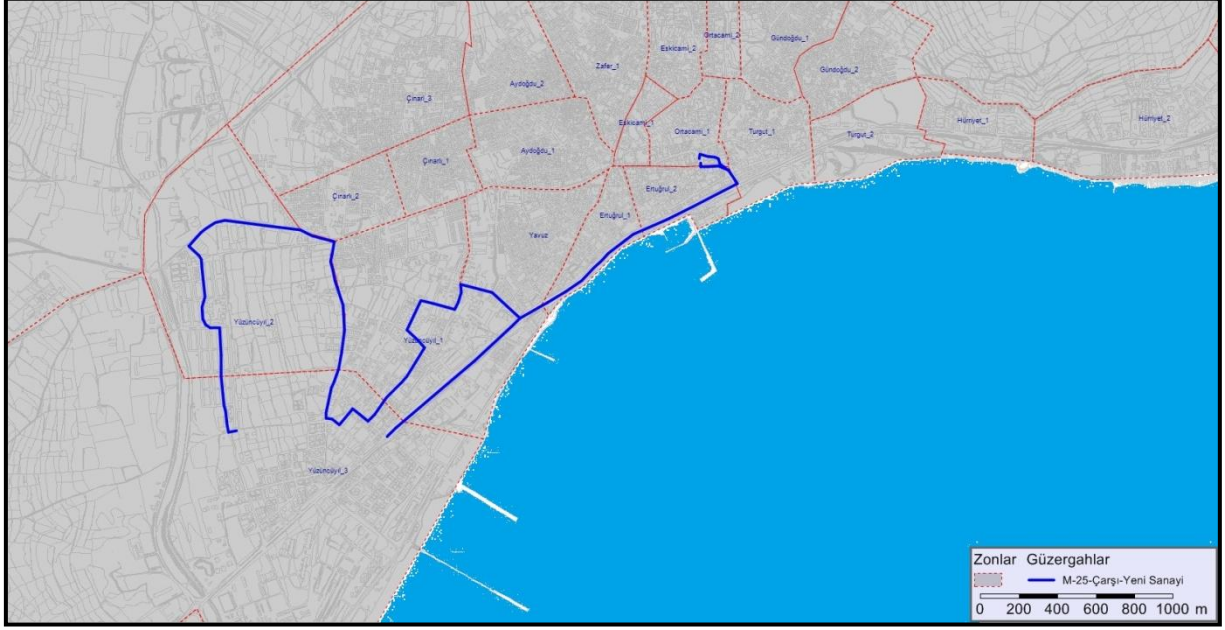 Eskicami_2
Ortacami_2
Gündoğdu_1
Zafer_1
Gündoğdu_2
Aydoğdu_2
Çınarlı_3
Hürriyet_1
Hürriyet_2
Eskicami_1
Ortacami_1
Turgut_1
Turgut_2
Aydoğdu_1
Çınarlı_1
Ertuğrul_2
Çınarlı_2
Ertuğrul_1
Yavuz
Yüzüncüyıl_2
Yüzüncüyıl_1
Yüzüncüyıl_3
Zonlar Güzergahlar
M-25-Çarşı-Yeni Sanayi
0 200 400 600 800 1000 m